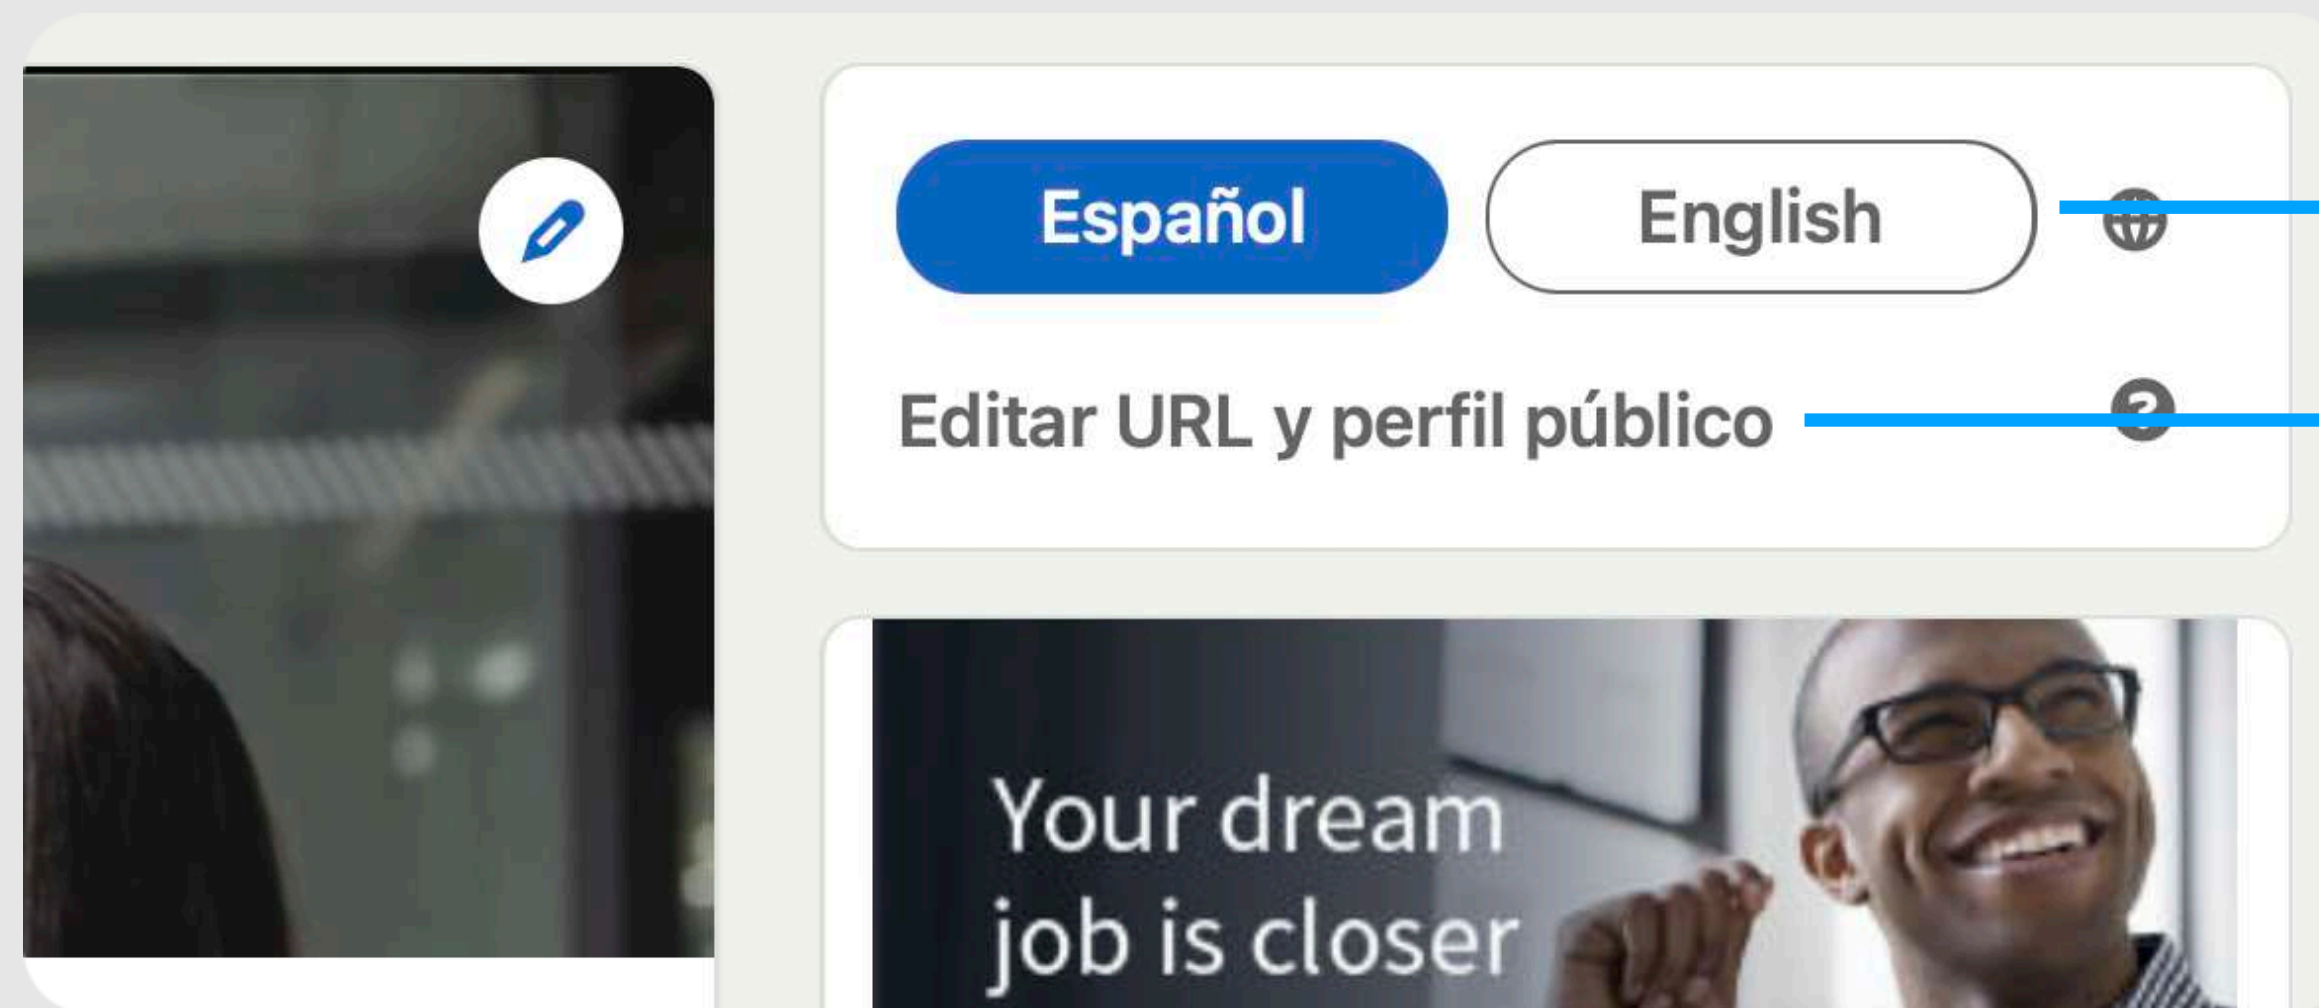 Español
English
Editar URL y perfil público
Your dream
job is closer